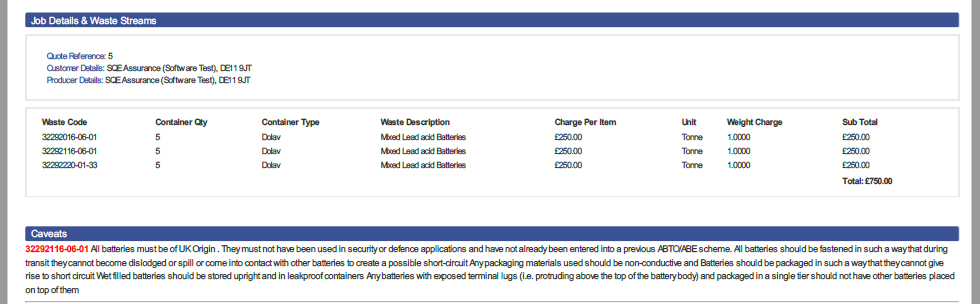 Job Details & Waste Streams
Quote Reference: 5
Customer Details: SQE Assurance (Software Test), DE11 9JT
Producer Details: SQE Assurance (Software Test), DE11 9JT
Waste Code Container Qty Container Type Waste Description Charge Per Item Unit Weight Charge Sub Total
32292016-06-01 5 Dolav Mixed Lead acid Batteries £250.00 Tonne 1.0000 £250.00
32292116-06-01 5 Dolav Mixed Lead acid Batteries £250.00 Tonne 1.0000 £250.00
32292220-01-33 5 Dolav Mixed Lead acid Batteries £250.00 Tonne 1.0000 £250.00
Total: £750.00
Caveats
32292116-06-01 All batteries must be of UK Origin . They must not have been used in security or defence applications and have not already been entered into a previous ABTO/ABE scheme. All batteries should be fastened in such a way that during
transit they cannot become dislodged or spill or come into contact with other batteries to create a possible short-circuit Any packaging materials used should be non-conductive and Batteries should be packaged in such a way that they cannot give
rise to short circuit Wet filled batteries should be stored upright and in leakproof containers Any batteries with exposed terminal lugs (i.e. protruding above the top of the battery body) and packaged in a single tier should not have other batteries placed
on top of them